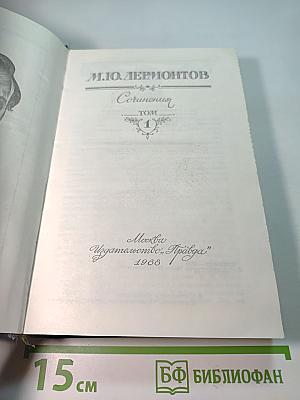 М.Ю.ЛЕРМОНТОВ
Сочинения
ТОМ
1
Москва
Издательство „Правда"
1988
15 см
БФ БИБЛИОФАН